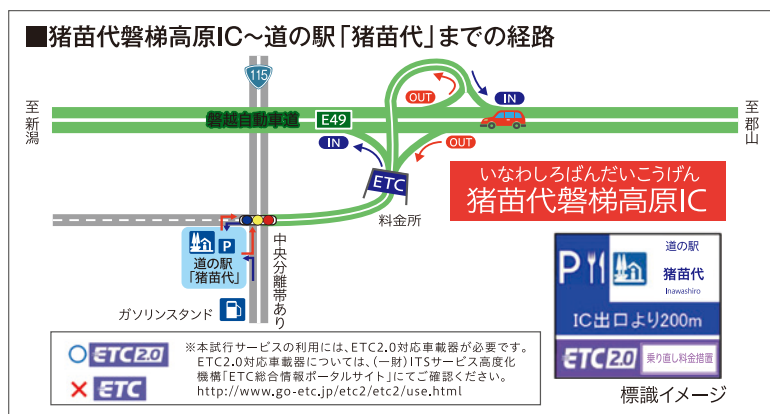 ■猪苗代磐梯高原IC～道の駅「猪苗代」までの経路
115
至新潟
磐越自動車道
E49
OUT
IN
至郡山
IN
OUT
ETC
料金所
いなわしろばんだいこうげん
猪苗代磐梯高原IC
P
道の駅
「猪苗代」
中央分離帯あり
ガソリンスタンド
P
道の駅
猪苗代
Inawashiro
IC出口より200m
ETC2.0
乗り直し料金措置
標識イメージ
○ETC2.0
×ETC
※本試行サービスの利用には、ETC2.0対応車載器が必要です。
ETC2.0対応車載器については、(一財)ITSサービス高度化
機構「ETC総合情報ポータルサイト」にてご確認ください。
http://www.go-etc.jp/etc2/etc2/use.html